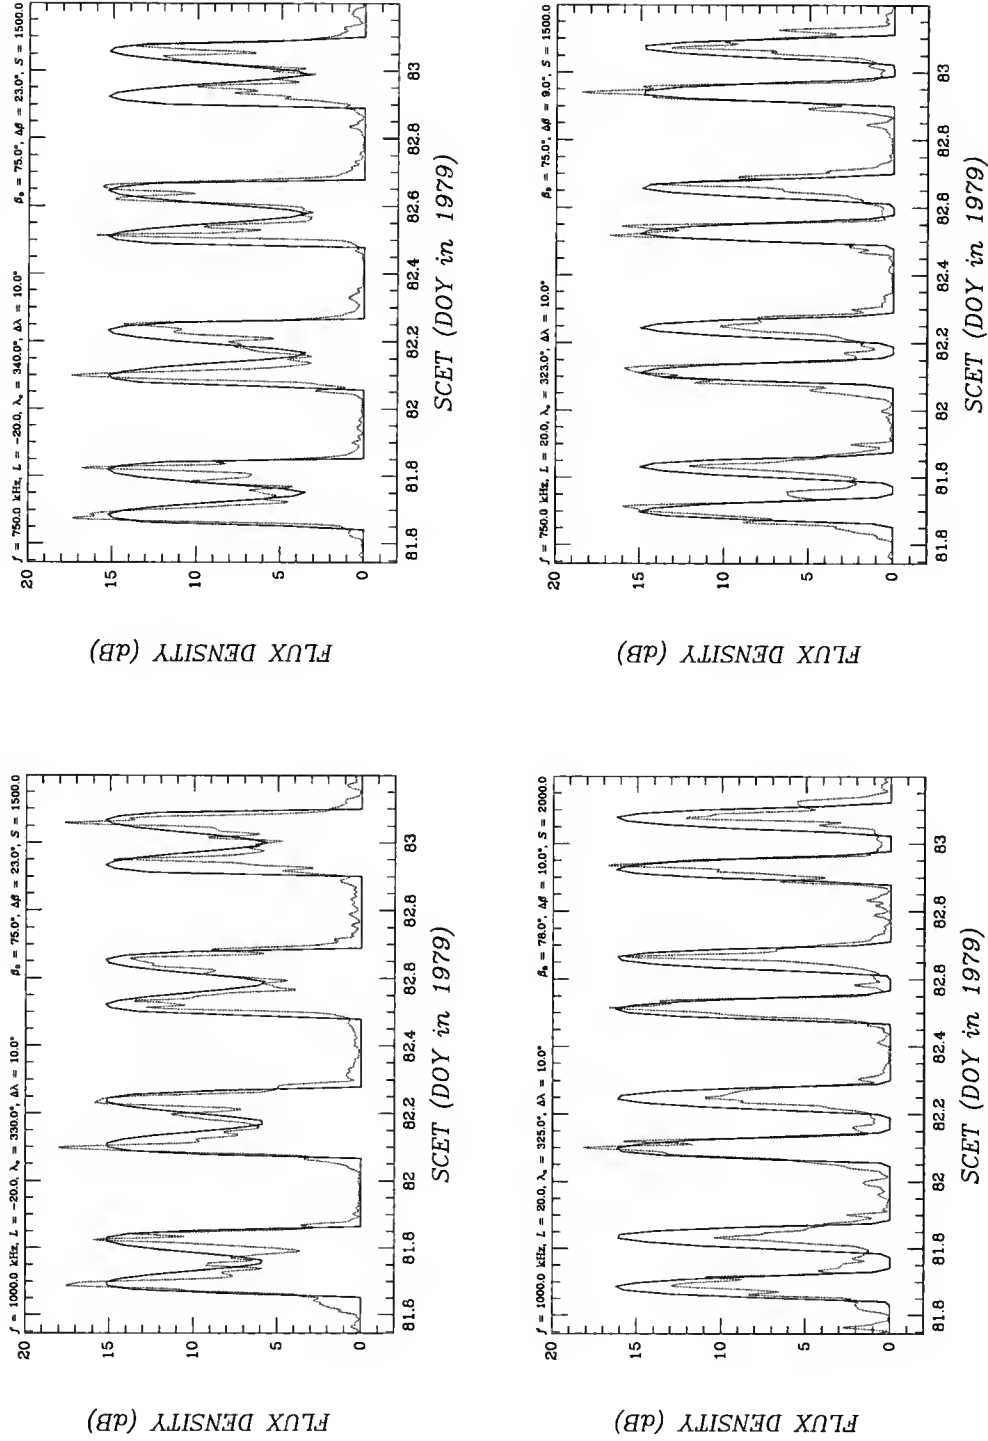 f = 1000.0 kHz, L = -20.0, λₒ = 330.0°, Δλ = 10.0° β₀ = 75.0°, Δβ = 23.0°, S = 1500.0
FLUX DENSITY (dB)
20
15
10
5
0
81.8 81.8 82 82.2 82.4 82.6 82.8 83
SCET (DOY in 1979)
f = 750.0 kHz, L = -20.0, λₒ = 340.0°, Δλ = 10.0° β₀ = 75.0°, Δβ = 23.0°, S = 1500.0
FLUX DENSITY (dB)
20
15
10
5
0
81.8 81.8 82 82.2 82.4 82.6 82.8 83
SCET (DOY in 1979)
f = 1000.0 kHz, L = 20.0, λₒ = 325.0°, Δλ = 10.0° β₀ = 78.0°, Δβ = 10.0°, S = 2000.0
FLUX DENSITY (dB)
20
15
10
5
0
81.8 81.8 82 82.2 82.4 82.6 82.8 83
SCET (DOY in 1979)
f = 750.0 kHz, L = 20.0, λₒ = 323.0°, Δλ = 10.0° β₀ = 75.0°, Δβ = 9.0°, S = 1500.0
FLUX DENSITY (dB)
20
15
10
5
0
81.8 81.8 82 82.2 82.4 82.6 82.8 83
SCET (DOY in 1979)